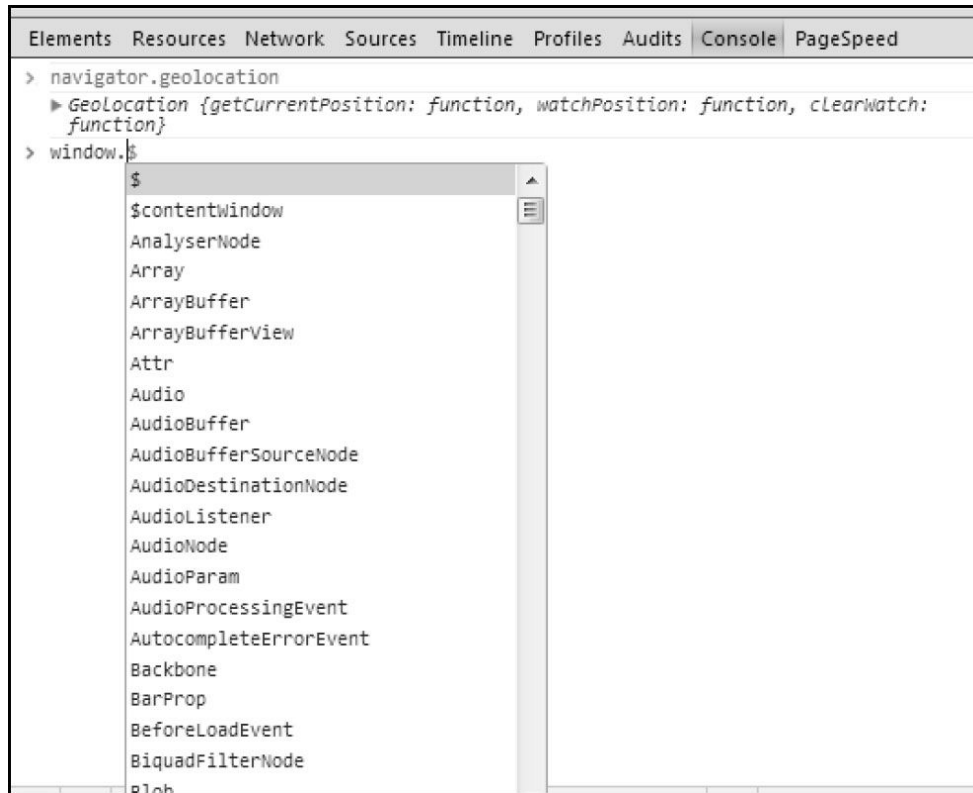 Elements Resources Network Sources Timeline Profiles Audits Console PageSpeed
> navigator.geolocation
▶ Geolocation {getCurrentPosition: function, watchPosition: function, clearWatch:
function}
> window.$
$
$contentWindow
AnalyserNode
Array
ArrayBuffer
ArrayBufferView
Attr
Audio
AudioBuffer
AudioBufferSourceNode
AudioDestinationNode
AudioListener
AudioNode
AudioParam
AudioProcessingEvent
AutocompleteErrorEvent
Backbone
BarProp
BeforeLoadEvent
BiquadFilterNode
Blob